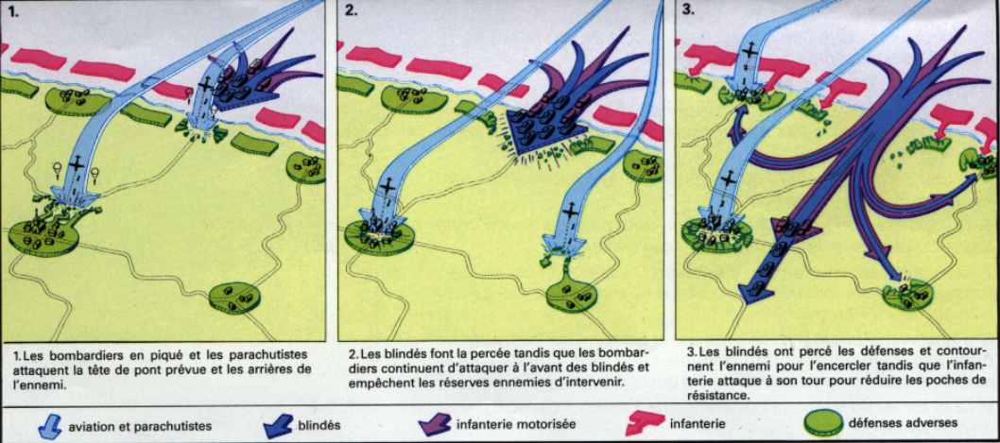 1.
2.
3.
1. Les bombardiers en piqué et les parachutistes
attaquent la tête de pont prévue et les arrières de
l'ennemi.
2. Les blindés font la percée tandis que les bombar-
diers continuent d'attaquer à l'avant des blindés et
empêchent les réserves ennemies d'intervenir.
3. Les blindés ont percé les défenses et contour-
nent l'ennemi pour l'encercler tandis que l'infan-
terie attaque à son tour pour réduire les poches de
résistance.
aviation et parachutistes
blindés
infanterie motorisée
infanterie
défenses adverses